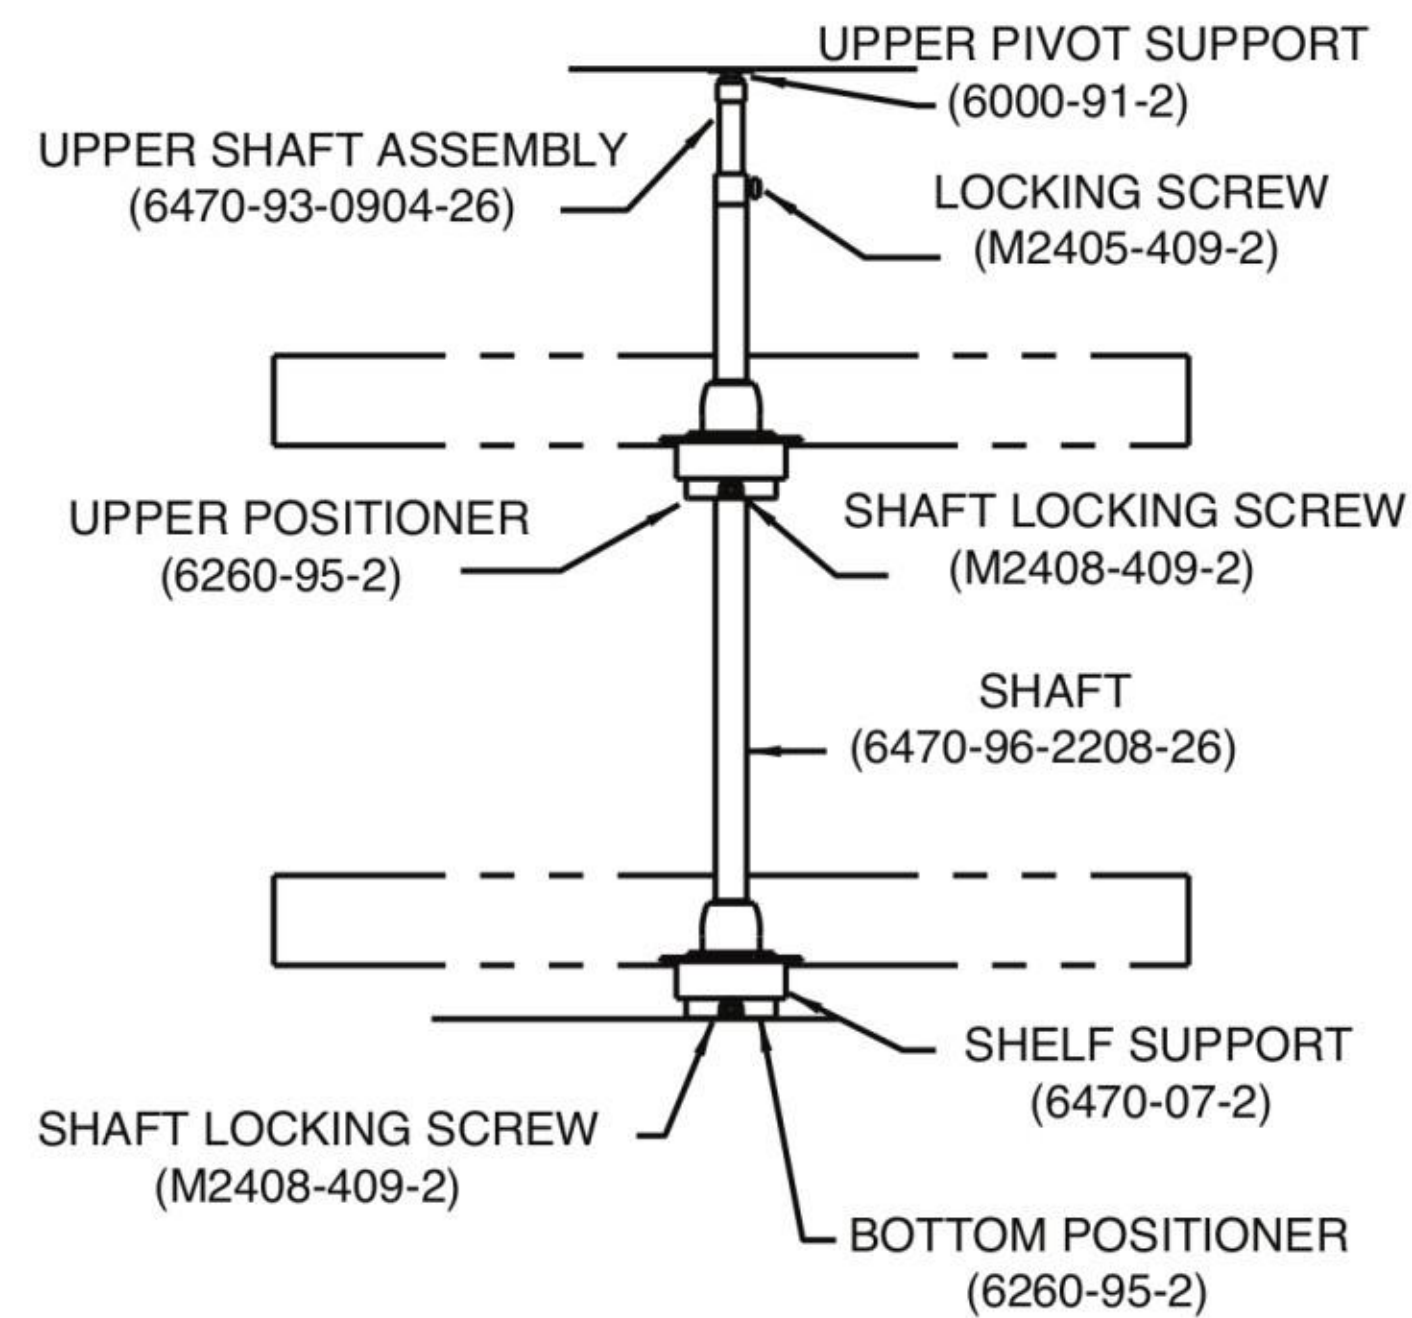 UPPER PIVOT SUPPORT
(6000-91-2)
UPPER SHAFT ASSEMBLY
(6470-93-0904-26)
LOCKING SCREW
(M2405-409-2)
UPPER POSITIONER
(6260-95-2)
SHAFT LOCKING SCREW
(M2408-409-2)
SHAFT
(6470-96-2208-26)
SHELF SUPPORT
(6470-07-2)
SHAFT LOCKING SCREW
(M2408-409-2)
BOTTOM POSITIONER
(6260-95-2)